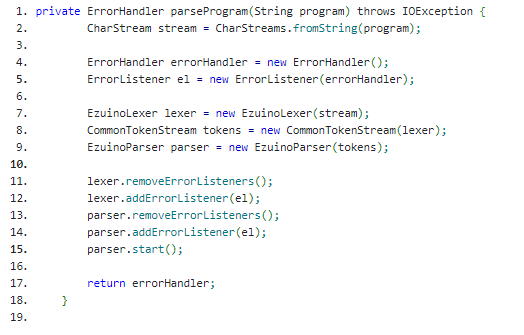 1. private ErrorHandler parseProgram(String program) throws IOException {
2.         CharStream stream = CharStreams.fromString(program);
3.
4.         ErrorHandler errorHandler = new ErrorHandler();
5.         ErrorListener el = new ErrorListener(errorHandler);
6.
7.         EzuinoLexer lexer = new EzuinoLexer(stream);
8.         CommonTokenStream tokens = new CommonTokenStream(lexer);
9.         EzuinoParser parser = new EzuinoParser(tokens);
10.
11.         lexer.removeErrorListeners();
12.         lexer.addErrorListener(el);
13.         parser.removeErrorListeners();
14.         parser.addErrorListener(el);
15.         parser.start();
16.
17.         return errorHandler;
18.     }
19.